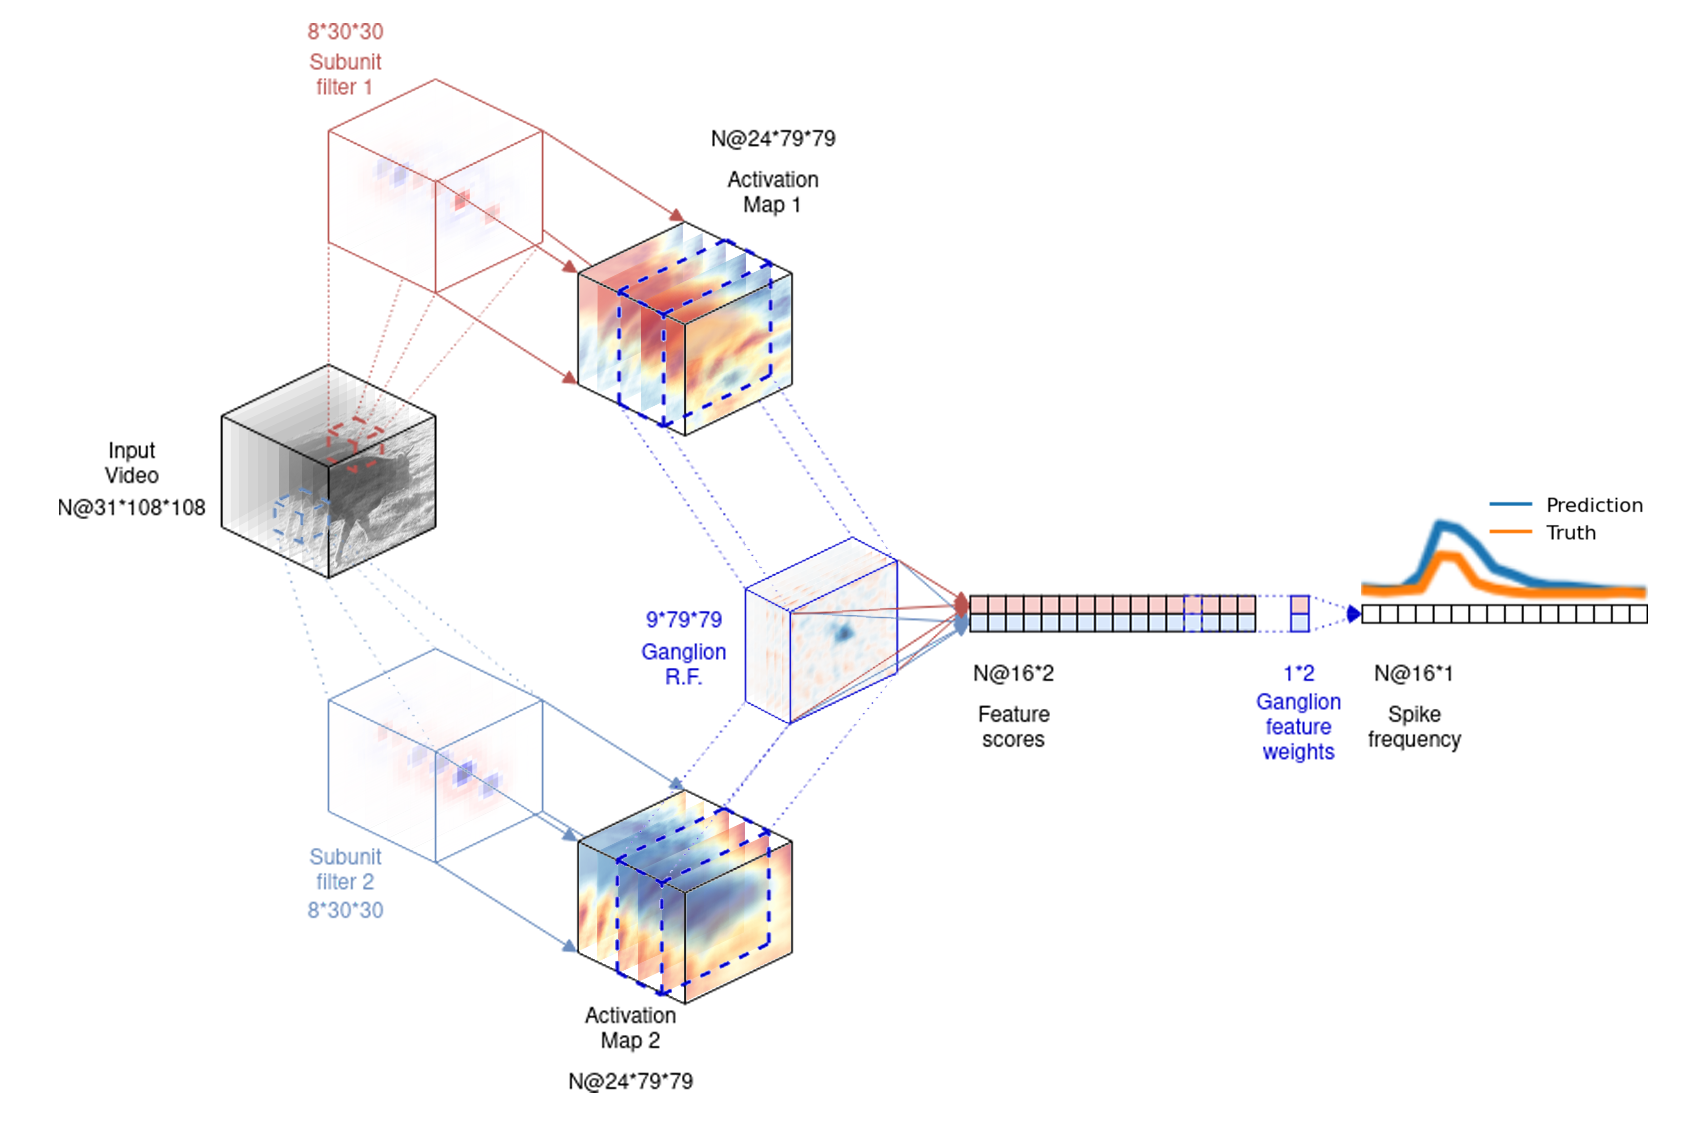 8*30*30
Subunit
filter 1
N@24*79*79
Activation
Map 1
Input
Video
N@31*108*108
Prediction
Truth
9*79*79
Ganglion
R.F.
N@16*2
Feature
scores
1*2
Ganglion
feature
weights
N@16*1
Spike
frequency
Subunit
filter 2
8*30*30
Activation
Map 2
N@24*79*79